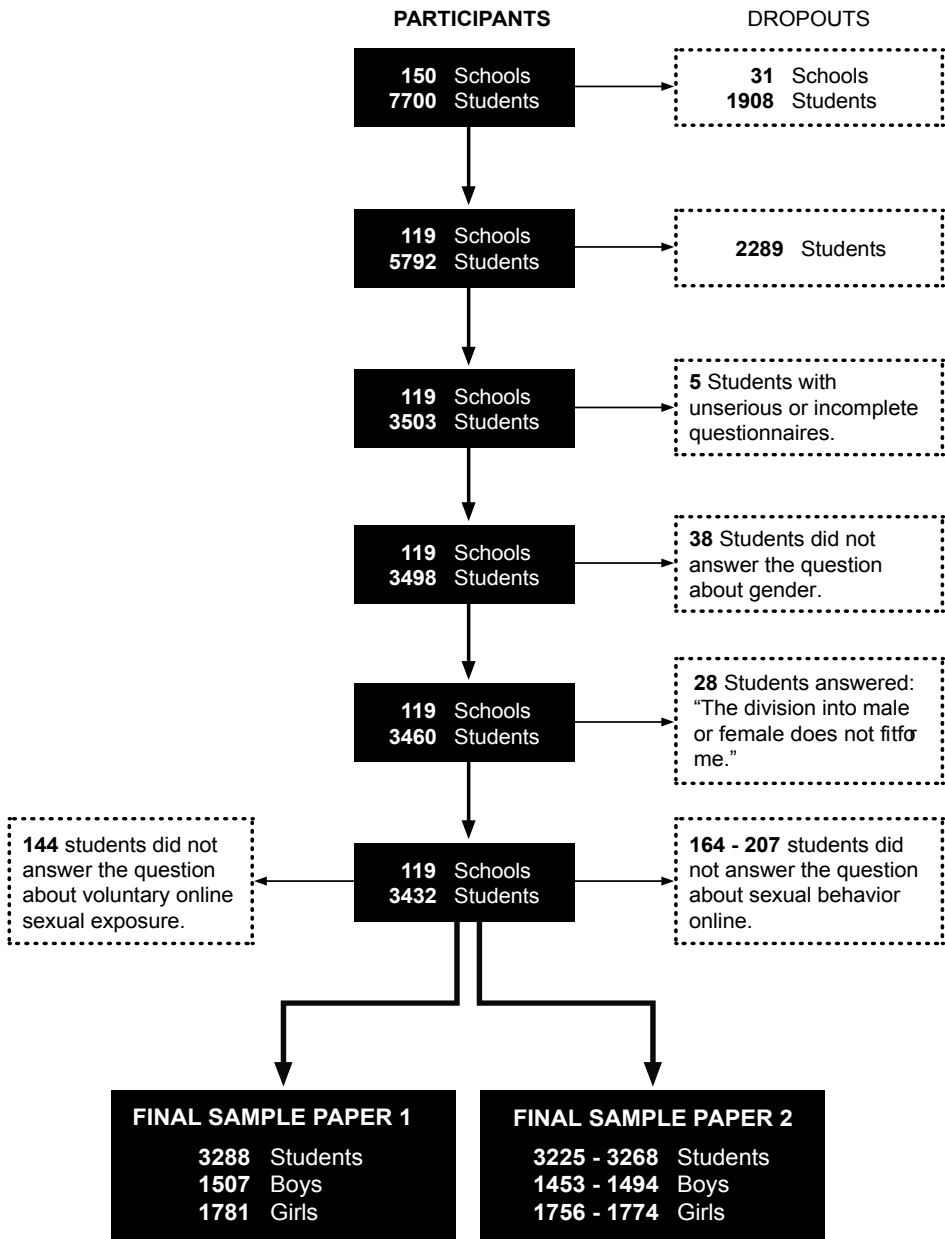 PARTICIPANTS
DROPOUTS
150 Schools
7700 Students
31 Schools
1908 Students
119 Schools
5792 Students
2289 Students
119 Schools
3503 Students
5 Students with
unserious or incomplete
questionnaires.
119 Schools
3498 Students
38 Students did not
answer the question
about gender.
119 Schools
3460 Students
28 Students answered:
“The division into male
or female does not fitfor
me.”
144 students did not
answer the question
about voluntary online
sexual exposure.
119 Schools
3432 Students
164 - 207 students did
not answer the question
about sexual behavior
online.
FINAL SAMPLE PAPER 1
3288 Students
1507 Boys
1781 Girls
FINAL SAMPLE PAPER 2
3225 - 3268 Students
1453 - 1494 Boys
1756 - 1774 Girls